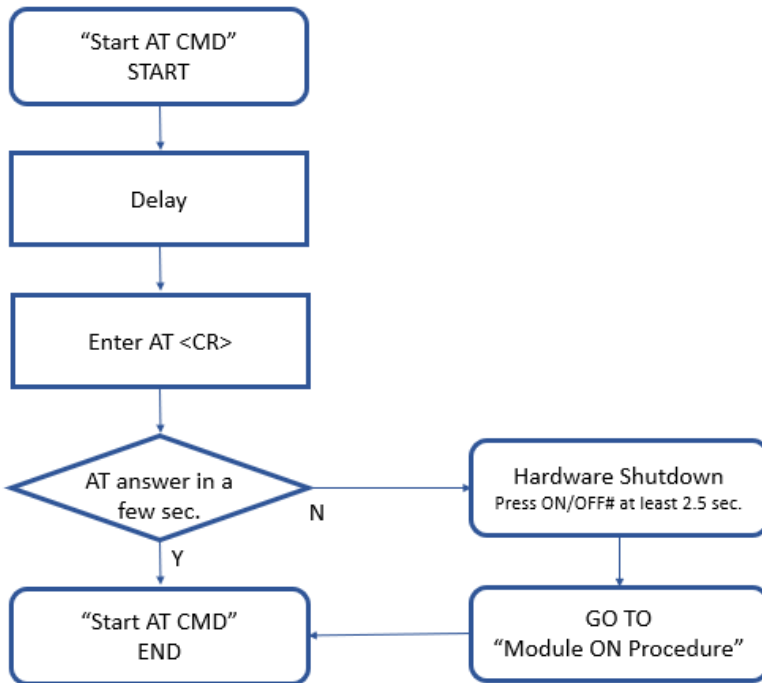 “Start AT CMD”
START
Delay
Enter AT <CR>
AT answer in a
few sec.
N
Y
Hardware Shutdown
Press ON/OFF# at least 2.5 sec.
GO TO
“Module ON Procedure”
“Start AT CMD”
END